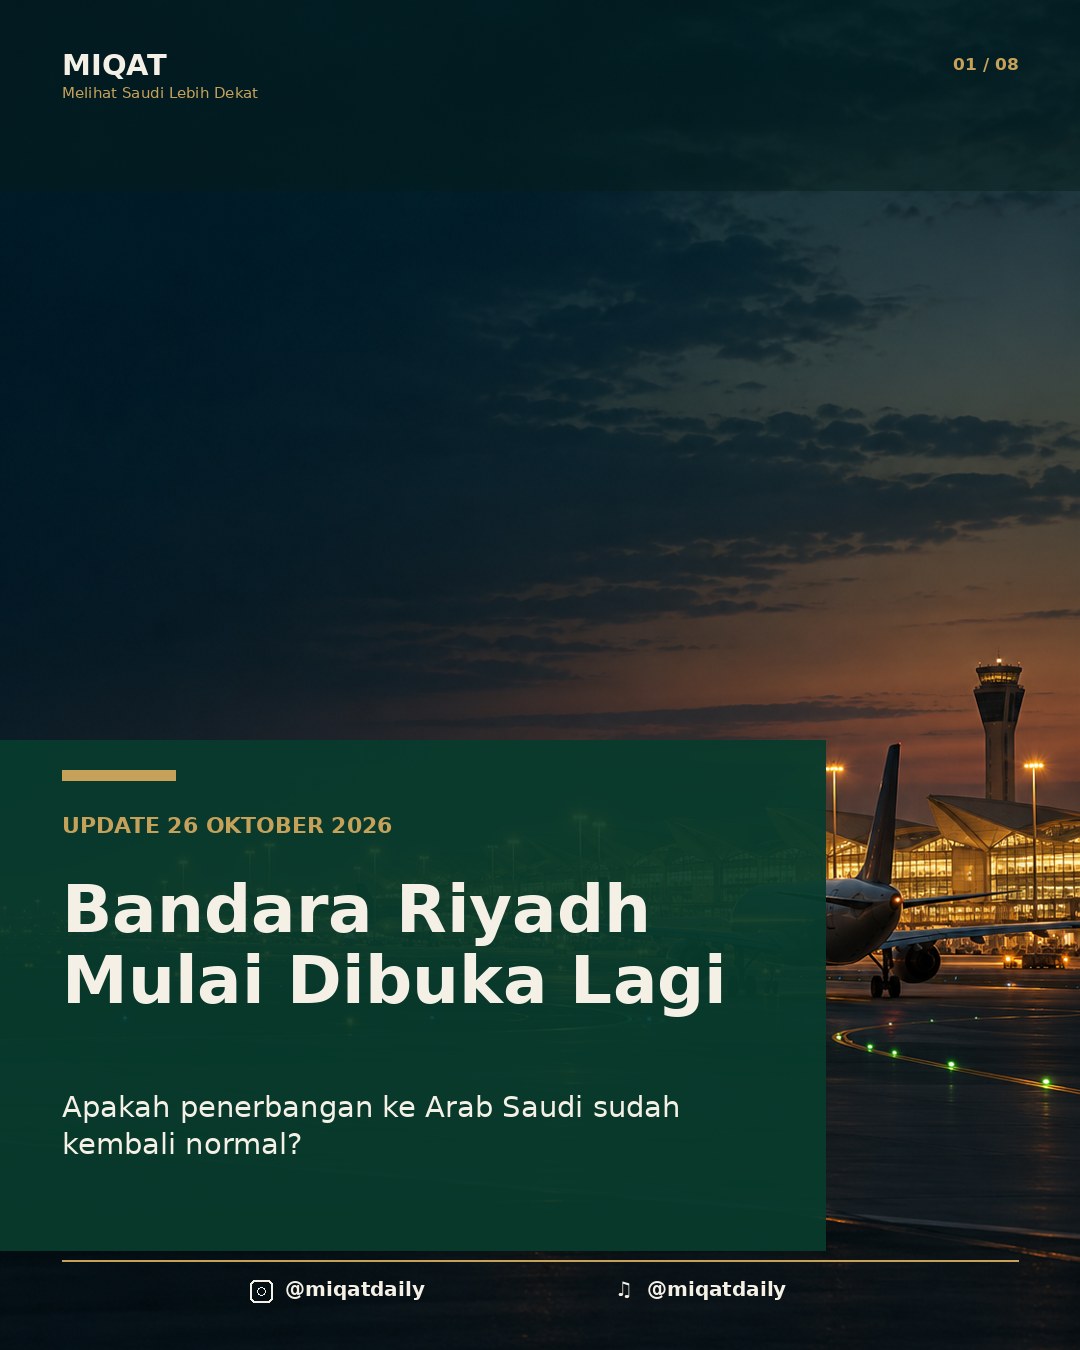 MIQAT
Melihat Saudi Lebih Dekat
01 / 08
UPDATE 26 OKTOBER 2026
Bandara Riyadh
Mulai Dibuka Lagi
Apakah penerbangan ke Arab Saudi sudah
kembali normal?
@miqatdaily
@miqatdaily